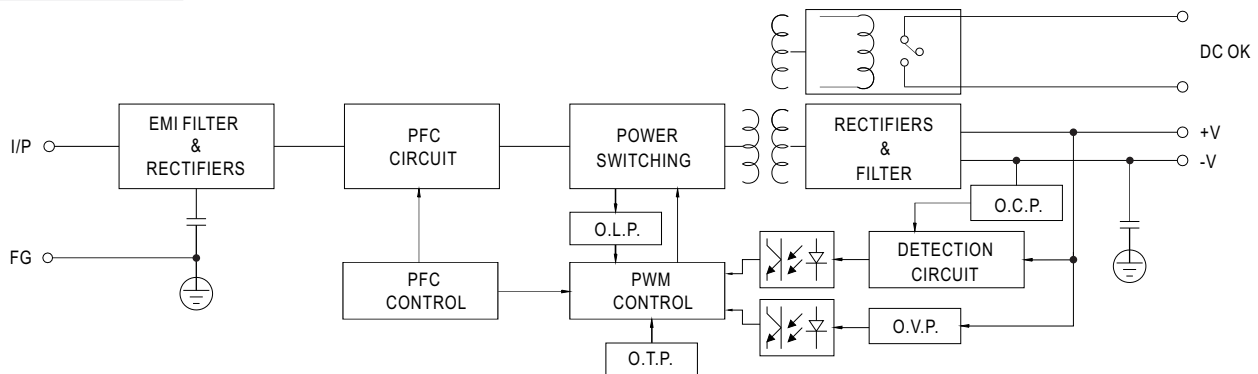 DC OK
I/P
EMI FILTER
&
RECTIFIERS
PFC
CIRCUIT
POWER
SWITCHING
RECTIFIERS
&
FILTER
+V
-V
O.C.P.
O.L.P.
FG
PFC
CONTROL
PWM
CONTROL
DETECTION
CIRCUIT
O.V.P.
O.T.P.